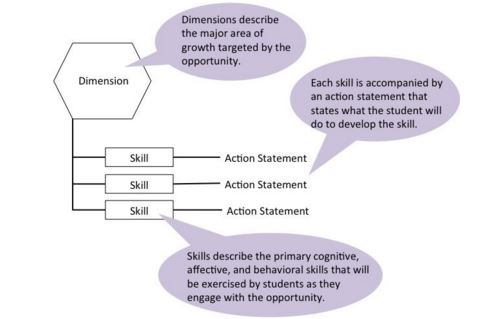 Dimensions describe
the major area of
growth targeted by the
opportunity.
Dimension
Each skill is accompanied by
an action statement that
states what the student will
do to develop the skill.
Skill
Action Statement
Skill
Action Statement
Skill
Action Statement
Skills describe the primary cognitive,
affective, and behavioral skills that will
be exercised by students as they
engage with the opportunity.